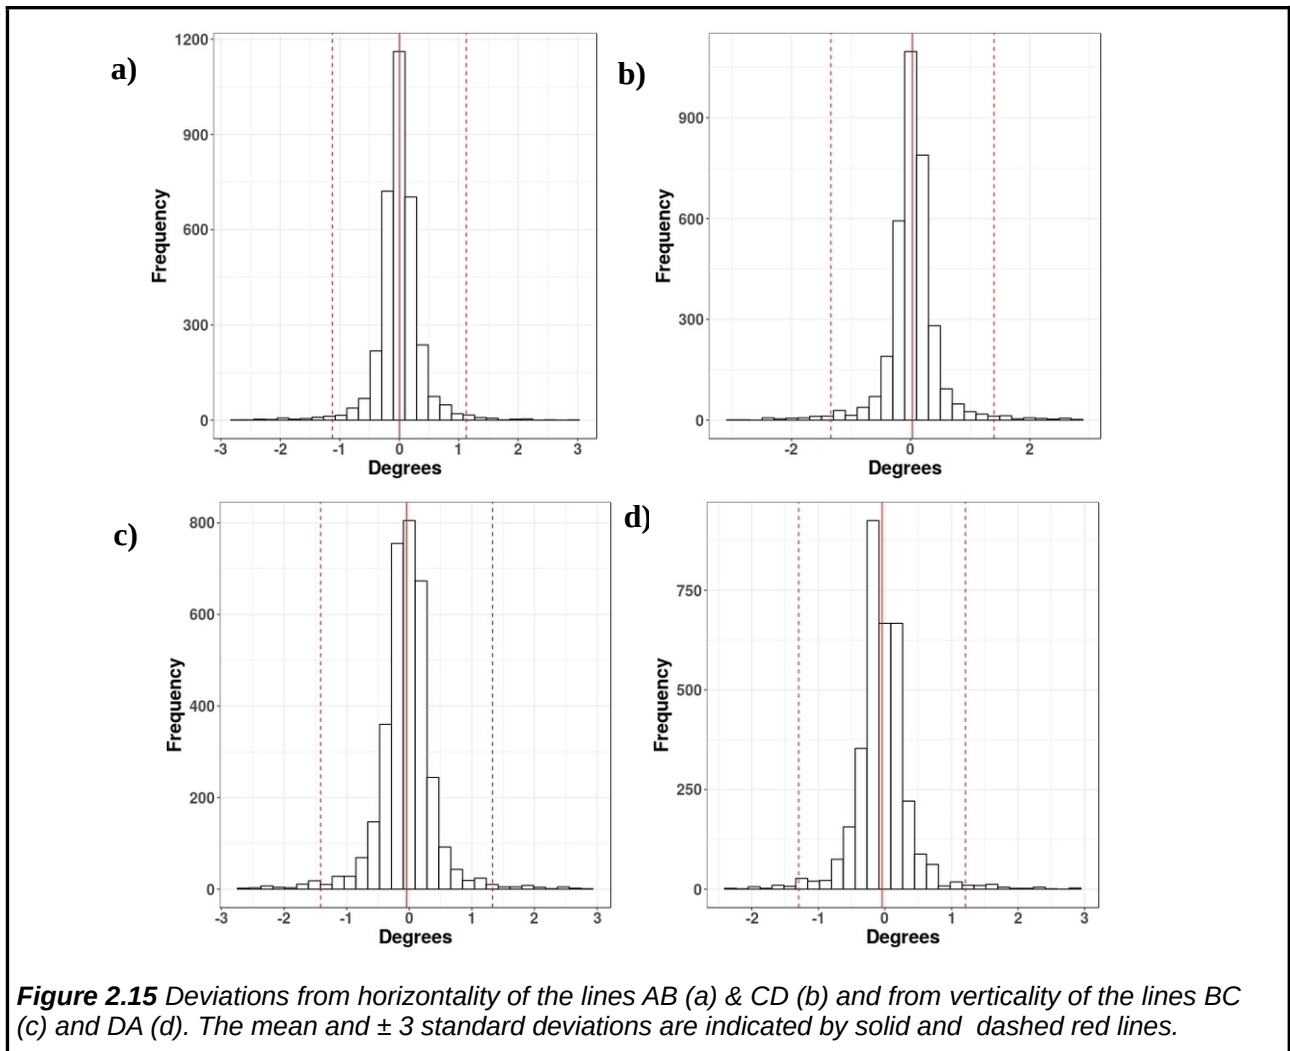 a)
1200
900
600
300
0
Frequency
-3 -2 -1 0 1 2 3
Degrees
b)
900
600
300
0
Frequency
-2 0 2
Degrees
c)
800
600
400
200
0
Frequency
-3 -2 -1 0 1 2 3
Degrees
d)
750
500
250
0
Frequency
-2 -1 0 1 2 3
Degrees
Figure 2.15 Deviations from horizontality of the lines AB (a) & CD (b) and from verticality of the lines BC
(c) and DA (d). The mean and ± 3 standard deviations are indicated by solid and dashed red lines.